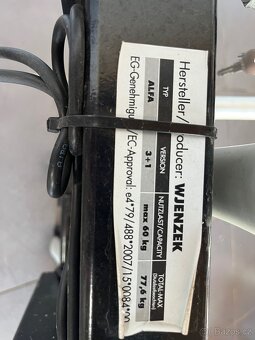 Hersteller/Producer: WJENZEK
TYP VERSION NUTZLAST/CAPACITY TOTAL-MAX
ALFA 3+1 max 60 kg 77,6 kg
EG-Genehmigung/EC-Approval: e4*79/488*2007/15*0084*00